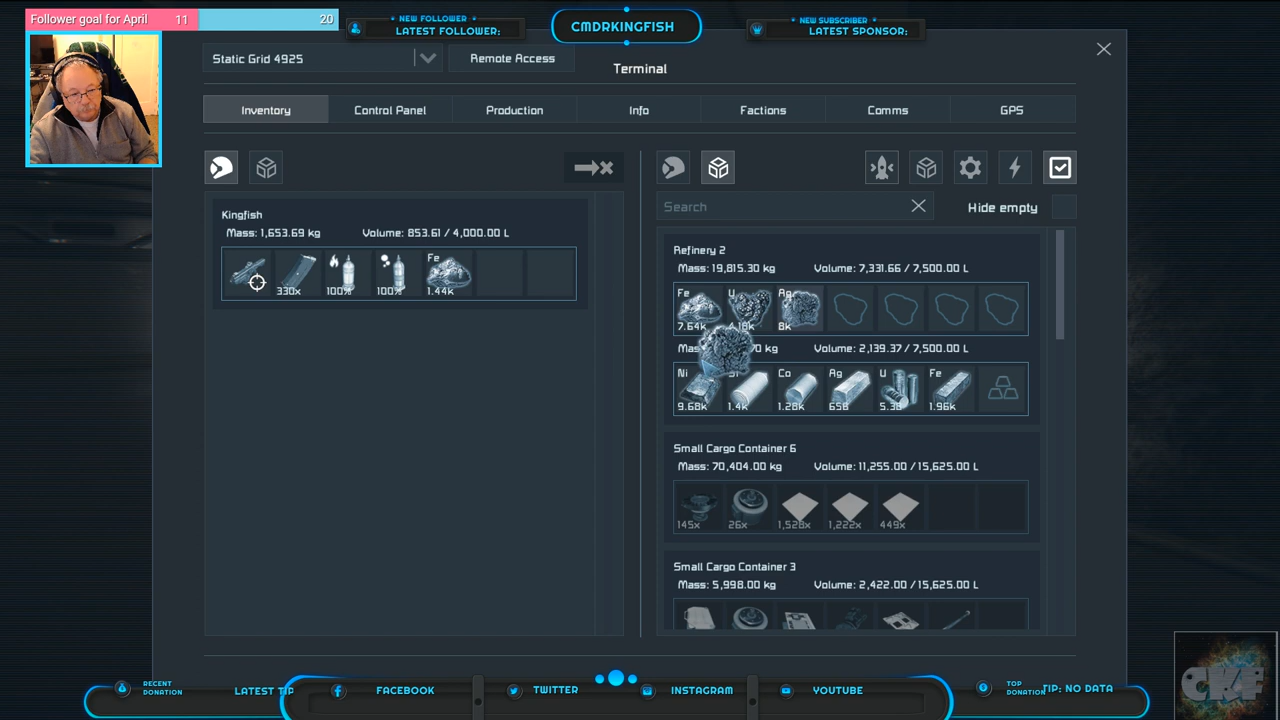 Follower goal for April 11 20
NEW FOLLOWER
LATEST FOLLOWER:
CMDRKINGFISH
NEW SUBSCRIBER
LATEST SPONSOR:
Static Grid 4925
Remote Access
Terminal
Inventory
Control Panel
Production
Info
Factions
Comms
GPS
Kingfish
Mass: 1,653.69 kg Volume: 853.61 / 4,000.00 L
Fe
330x 100% 100% 1.44k
Search
Hide empty
Refinery 2
Mass: 19,815.30 kg Volume: 7,331.66 / 7,500.00 L
Fe U Ag
7.64k 4.18k 8k
Volume: 2,139.37 / 7,500.00 L
Ni Si Co Ag U Fe
9.68k 1.4k 1.28k 658 1.96k
Small Cargo Container 6
Mass: 70,404.00 kg Volume: 11,255.00 / 15,625.00 L
145x 26x 1,528x 1,222x 449x
Small Cargo Container 3
Mass: 5,998.00 kg Volume: 2,422.00 / 15,625.00 L
RECENT DONATION
LATEST TIP
FACEBOOK
TWITTER
INSTAGRAM
YOUTUBE
TOP DONATION
TIP: NO DATA
CKF